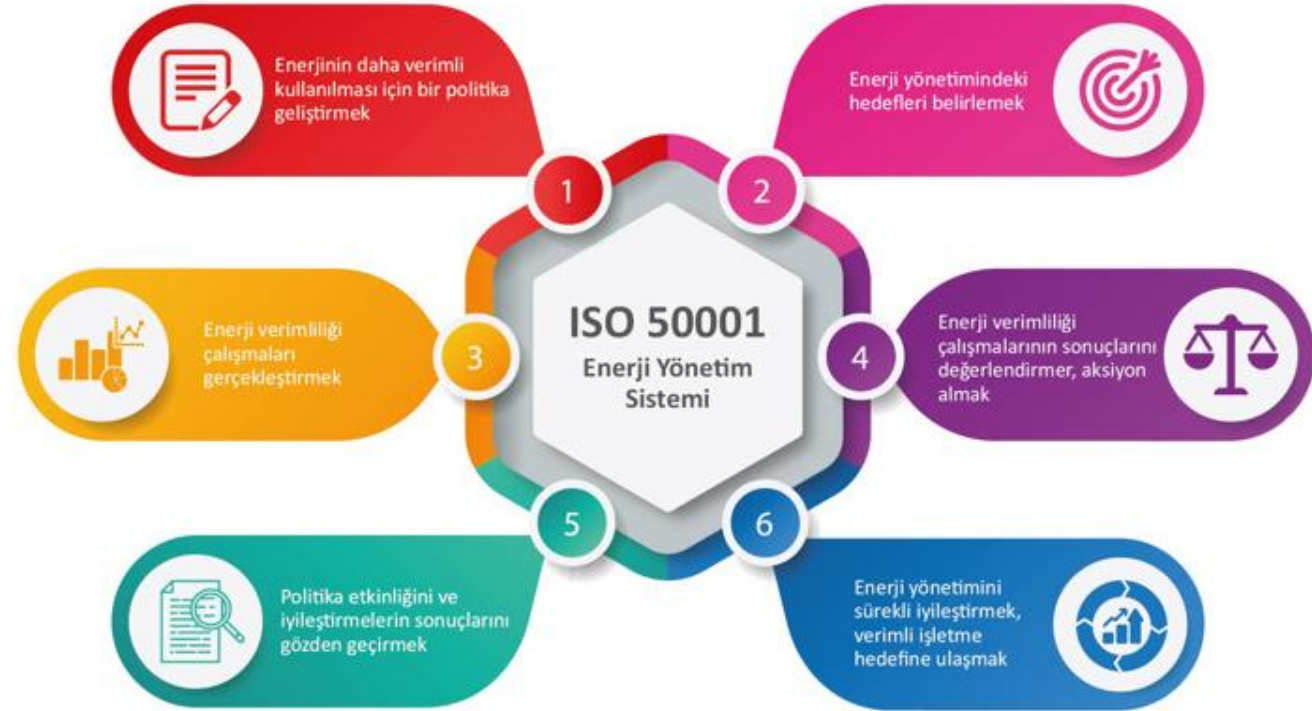 Enerjinin daha verimli
kullanılması için bir politika
geliştirmek
1
Enerji yönetimindeki
hedefleri belirlemek
2
Enerji verimliliği
çalışmaları
gerçekleştirmek
3
ISO 50001
Enerji Yönetim
Sistemi
4
Enerji verimliliği
çalışmalarının sonuçlarını
değerlendirmer, aksiyon
almak
5
Politika etkinliğini ve
iyileştirmelerin sonuçlarını
gözden geçirmek
6
Enerji yönetimini
sürekli iyileştirmek,
verimli işletme
hedefine ulaşmak